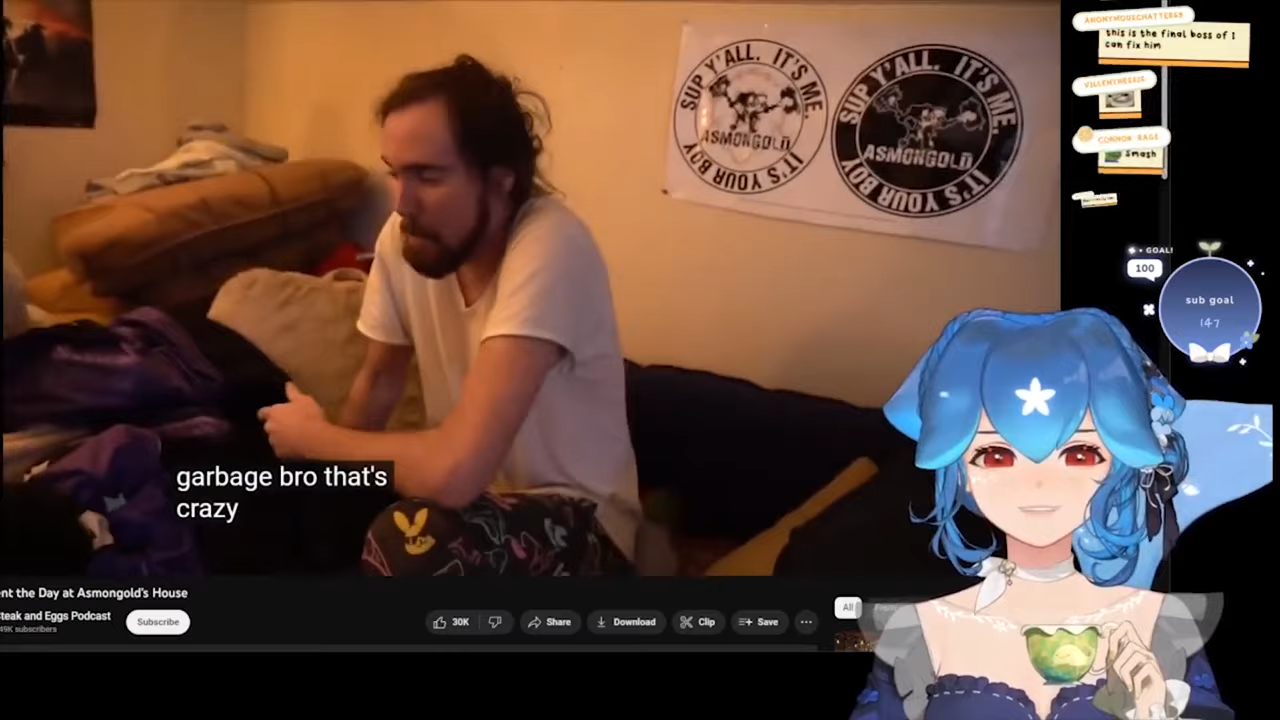 ANONYMOUSCHATTER69
this is the final boss of I
can fix him
SUP Y'ALL. IT'S ME.
ASMONGOLD
IT'S YOUR BOY
SUP Y'ALL. IT'S ME.
ASMONGOLD
IT'S YOUR BOY
Smash
GOAL!
100
sub goal
147
garbage bro that's
crazy
nt the Day at Asmongold's House
teak and Eggs Podcast
49K subscribers
Subscribe
30K
Share
Download
Clip
Save
All